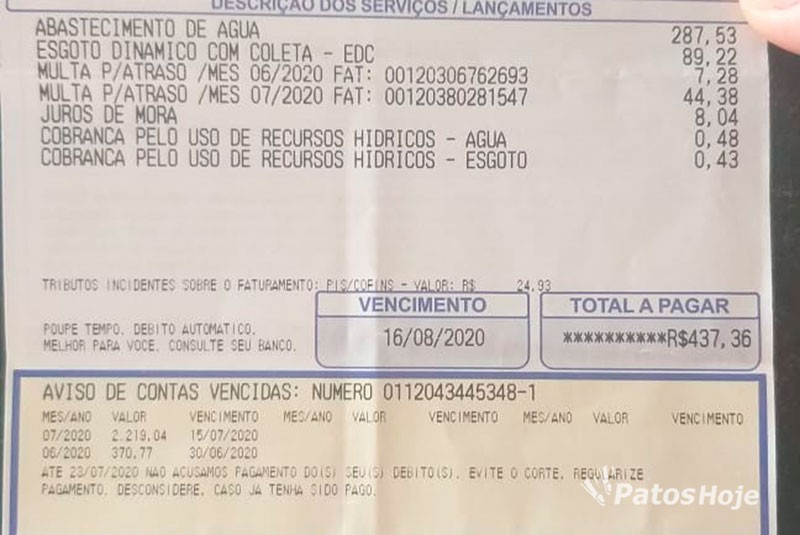 DESCRIÇÃO DOS SERVIÇOS / LANÇAMENTOS
ABASTECIMENTO DE AGUA 287,53
ESGOTO DINAMICO COM COLETA - EDC 89,22
MULTA P/ATRASO /MES 06/2020 FAT: 00120306762693 7,28
MULTA P/ATRASO /MES 07/2020 FAT: 00120380281547 44,38
JUROS DE MORA 8,04
COBRANCA PELO USO DE RECURSOS HIDRICOS - AGUA 0,48
COBRANCA PELO USO DE RECURSOS HIDRICOS - ESGOTO 0,43
TRIBUTOS INCIDENTES SOBRE O FATURAMENTO: PIS/COFINS - VALOR: R$ 24,93
VENCIMENTO TOTAL A PAGAR
POUPE TEMPO. DEBITO AUTOMATICO. 16/08/2020 **********R$437,36
MELHOR PARA VOCE. CONSULTE SEU BANCO.
AVISO DE CONTAS VENCIDAS: NUMERO 0112043445348-1
MES/ANO VALOR VENCIMENTO MES/ANO VALOR VENCIMENTO MES/ANO VALOR VENCIMENTO
07/2020 2.219,04 15/07/2020
06/2020 370,77 30/06/2020
ATE 23/07/2020 NAO ACUSAMOS PAGAMENTO DO(S) SEU(S) DEBITO(S). EVITE O CORTE, REGULARIZE
PAGAMENTO. DESCONSIDERE, CASO JA TENHA SIDO PAGO.
PatosHoje